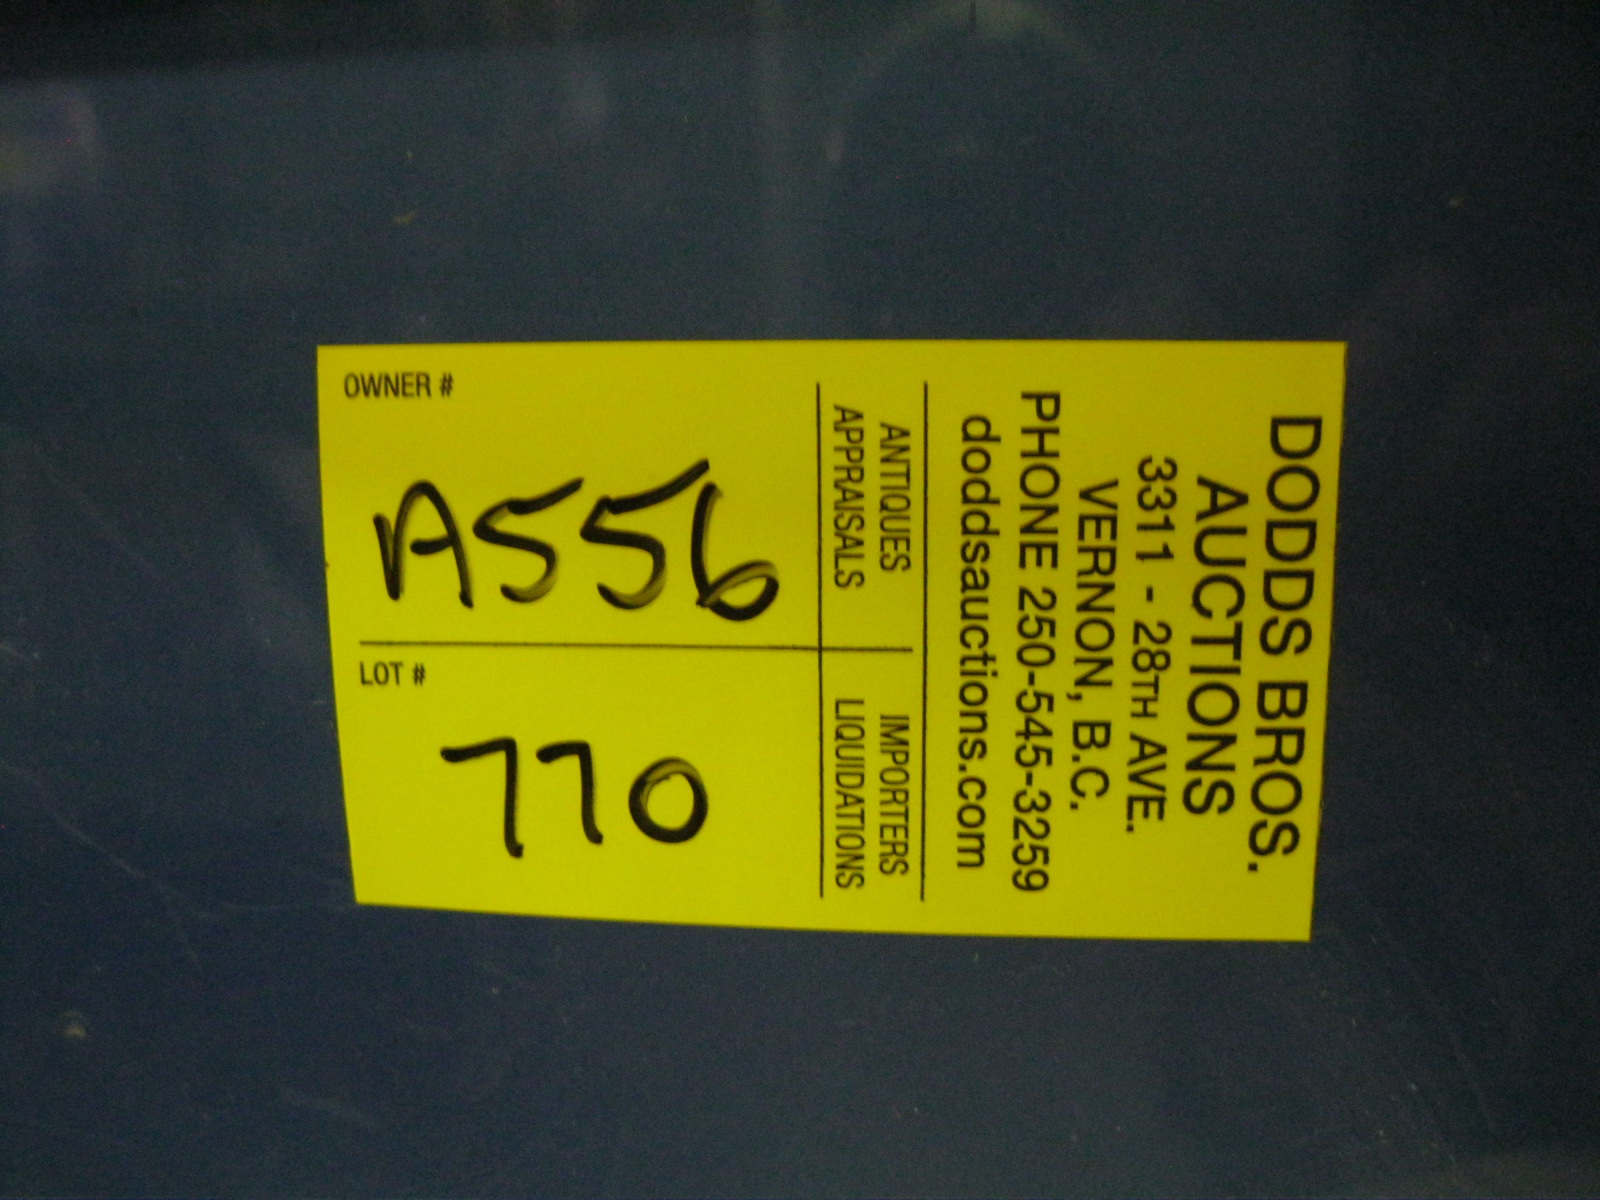 DODDS BROS.
AUCTIONS
3311 - 28TH AVE.
VERNON, B.C.
PHONE 250-545-3259
doddsauctions.com
ANTIQUES IMPORTERS
APPRAISALS LIQUIDATIONS
OWNER #
A556
LOT #
770